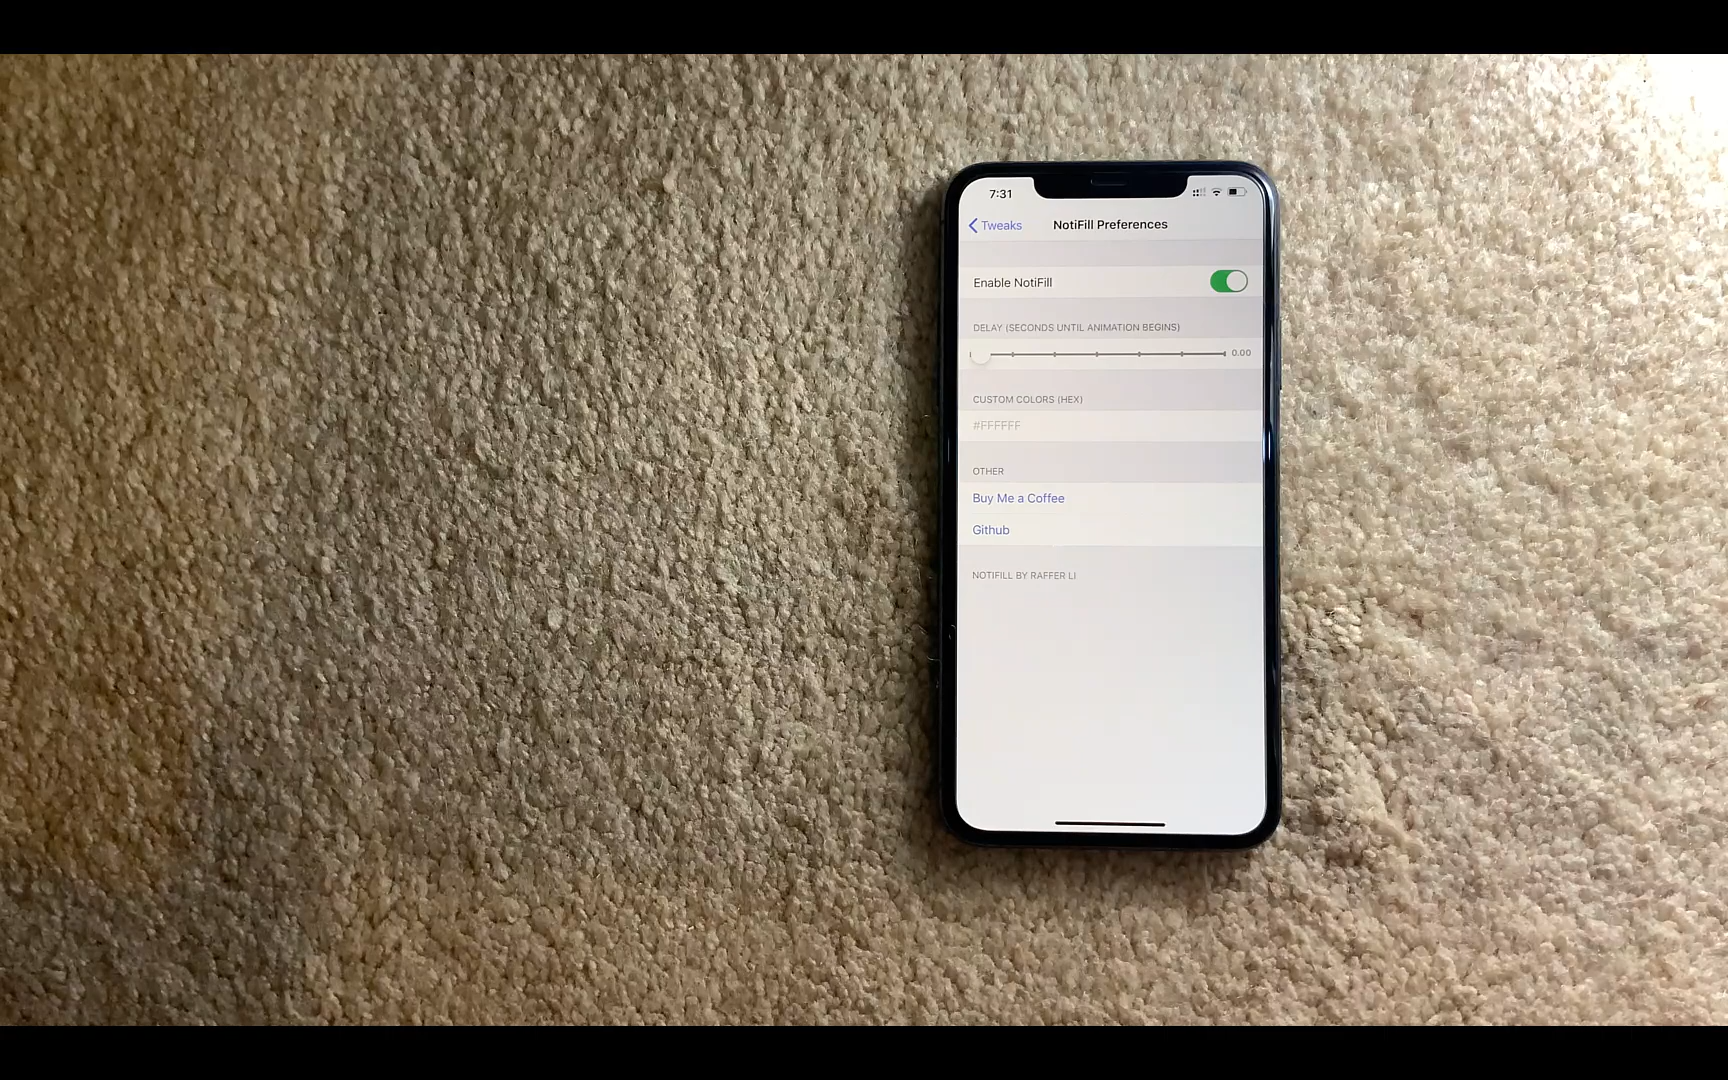 7:31
Tweaks
NotiFill Preferences
Enable NotiFill
DELAY (SECONDS UNTIL ANIMATION BEGINS)
0.00
CUSTOM COLORS (HEX)
#FFFFFF
OTHER
Buy Me a Coffee
Github
NOTIFILL BY RAFFER LI